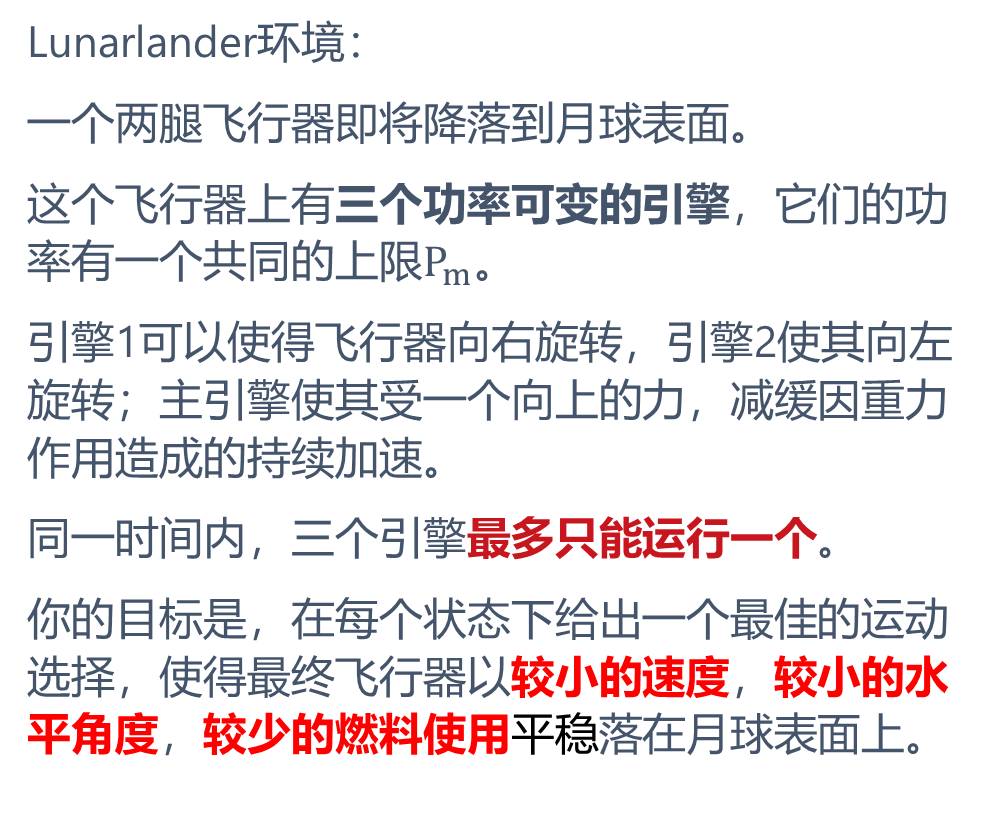 Lunarlander环境：
一个两腿飞行器即将降落到月球表面。
这个飞行器上有三个功率可变的引擎，它们的功
率有一个共同的上限Pm。
引擎1可以使得飞行器向右旋转，引擎2使其向左
旋转；主引擎使其受一个向上的力，减缓因重力
作用造成的持续加速。
同一时间内，三个引擎最多只能运行一个。
你的目标是，在每个状态下给出一个最佳的运动
选择，使得最终飞行器以较小的速度，较小的水
平角度，较少的燃料使用平稳落在月球表面上。